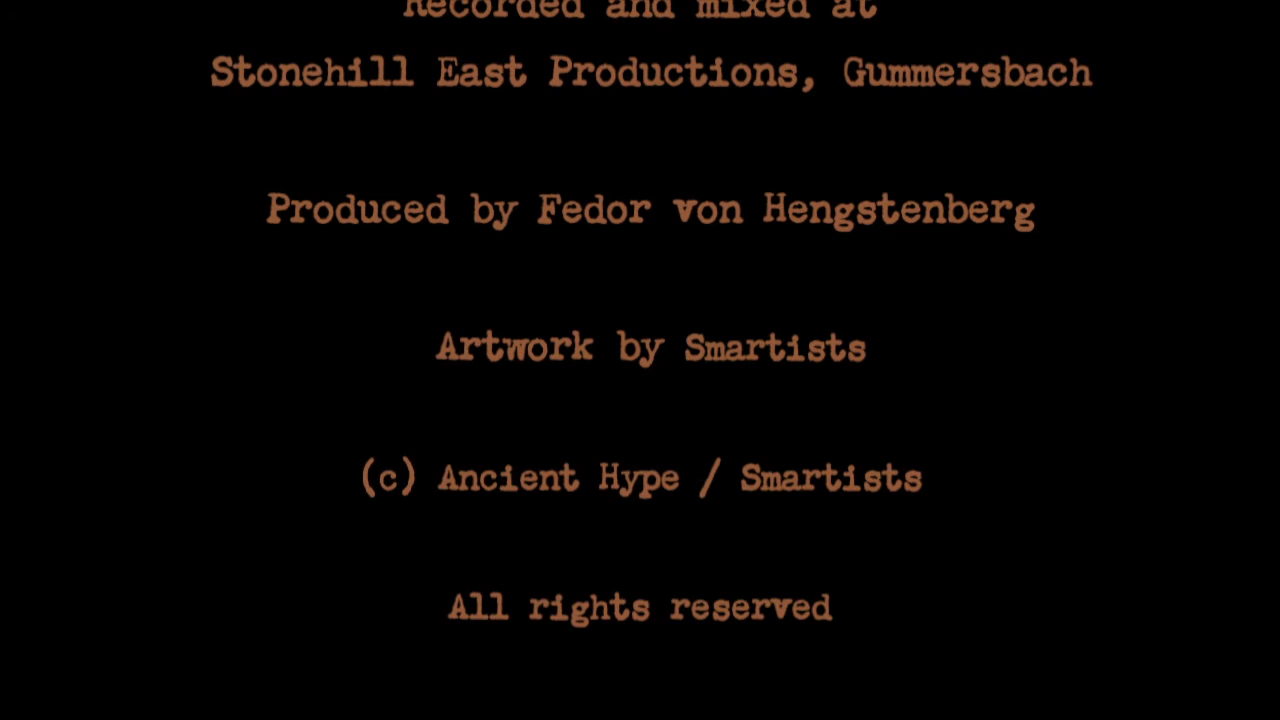 Recorded and mixed at
Stonehill East Productions, Gummersbach
Produced by Fedor von Hengstenberg
Artwork by Smartists
(c) Ancient Hype / Smartists
All rights reserved